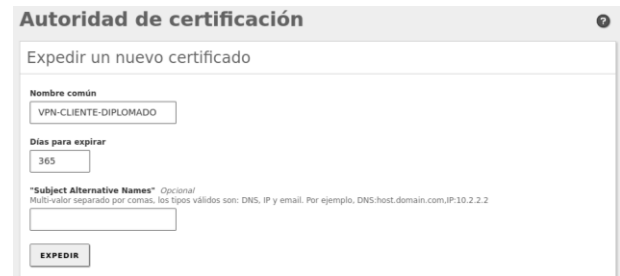 Autoridad de certificación
?
Expedir un nuevo certificado
Nombre común
VPN-CLIENTE-DIPLOMADO
Días para expirar
365
"Subject Alternative Names" Opcional
Multi-valor separado por comas, los tipos válidos son: DNS, IP y email. Por ejemplo, DNS:host.domain.com,IP:10.2.2.2
EXPEDIR